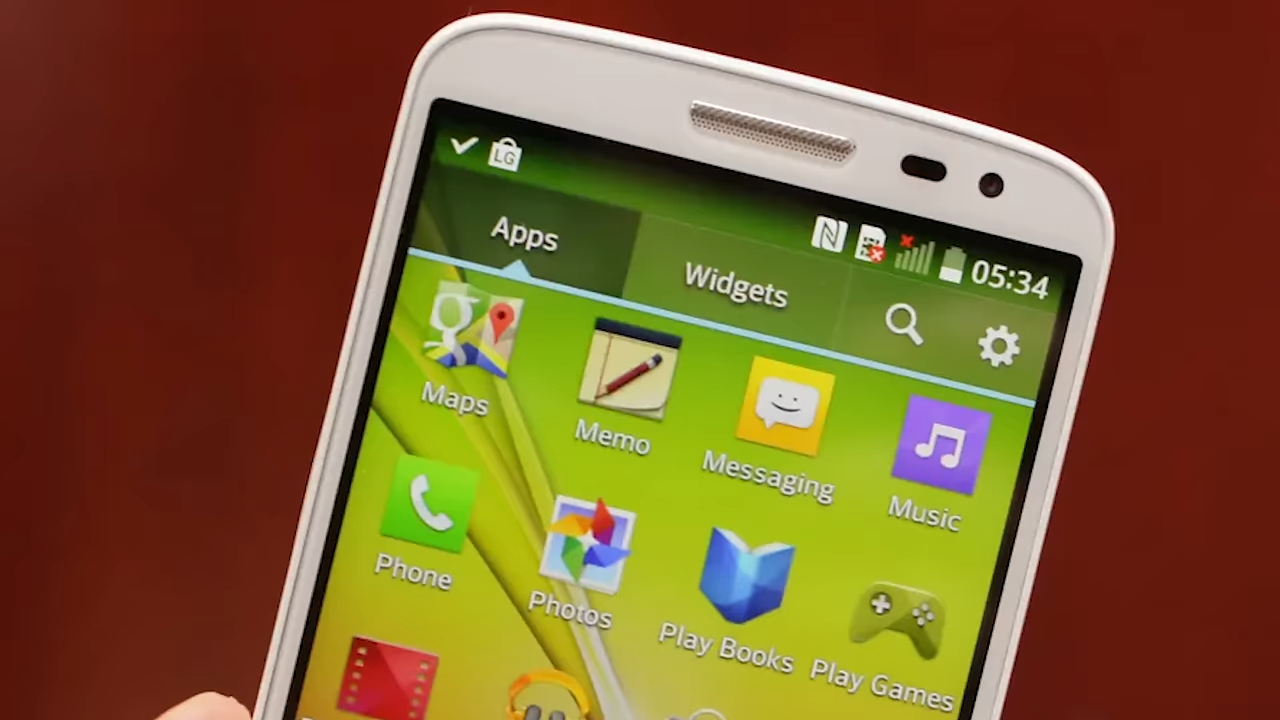 LG
05:34
Apps
Widgets
Maps
Memo
Messaging
Music
Phone
Photos
Play Books
Play Games